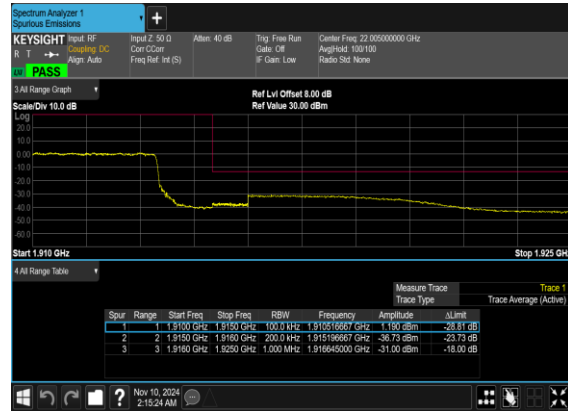 Spectrum Analyzer 1
Spurious Emissions
KEYSIGHT Input: RF Input Z: 50 Ω Atten: 40 dB Trig: Free Run Center Freq: 22.005000000 GHz
R T Coupling: DC Corr CCorr Gate: Off Avg|Hold: 100/100
Align: Auto Freq Ref: Int (S) IF Gain: Low Radio Std: None
LW PASS
3 All Range Graph Ref Lvl Offset 8.00 dB
Scale/Div 10.0 dB Ref Value 30.00 dBm
Log
20.0
10.0
0.00
-10.0
-20.0
-30.0
-40.0
-50.0
-60.0
Start 1.910 GHz Stop 1.925 GHz
4 All Range Table
Measure Trace Trace 1
Trace Type Trace Average (Active)
Spur Range Start Freq Stop Freq RBW Frequency Amplitude ΔLimit
1 1 1.9100 GHz 1.9150 GHz 100.0 kHz 1.910516667 GHz 1.190 dBm -28.81 dB
2 2 1.9150 GHz 1.9160 GHz 200.0 kHz 1.915196667 GHz -36.73 dBm -23.73 dB
3 3 1.9160 GHz 1.9250 GHz 1.000 MHz 1.916645000 GHz -31.00 dBm -18.00 dB
Nov 10, 2024
2:15:24 AM